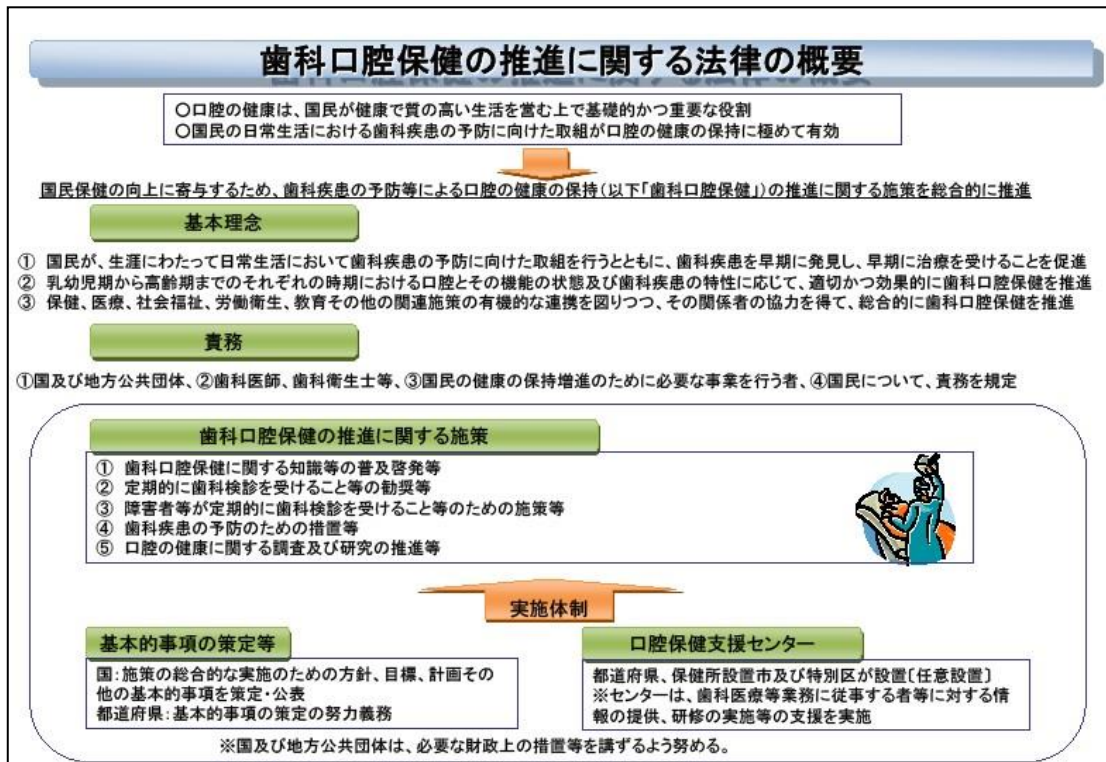 歯科口腔保健の推進に関する法律の概要
○口腔の健康は、国民が健康で質の高い生活を営む上で基礎的かつ重要な役割
○国民の日常生活における歯科疾患の予防に向けた取組が口腔の健康の保持に極めて有効
国民保健の向上に寄与するため、歯科疾患の予防等による口腔の健康の保持(以下「歯科口腔保健」)の推進に関する施策を総合的に推進
基本理念
① 国民が、生涯にわたって日常生活において歯科疾患の予防に向けた取組を行うとともに、歯科疾患を早期に発見し、早期に治療を受けることを促進
② 乳幼児期から高齢期までのそれぞれの時期における口腔とその機能の状態及び歯科疾患の特性に応じて、適切かつ効果的に歯科口腔保健を推進
③ 保健、医療、社会福祉、労働衛生、教育その他の関連施策の有機的な連携を図りつつ、その関係者の協力を得て、総合的に歯科口腔保健を推進
責務
①国及び地方公共団体、②歯科医師、歯科衛生士等、③国民の健康の保持増進のために必要な事業を行う者、④国民について、責務を規定
歯科口腔保健の推進に関する施策
① 歯科口腔保健に関する知識等の普及啓発等
② 定期的に歯科検診を受けること等の勧奨等
③ 障害者等が定期的に歯科検診を受けること等のための施策等
④ 歯科疾患の予防のための措置等
⑤ 口腔の健康に関する調査及び研究の推進等
実施体制
基本的事項の策定等
国:施策の総合的な実施のための方針、目標、計画その
他の基本的事項を策定・公表
都道府県:基本的事項の策定の努力義務
口腔保健支援センター
都道府県、保健所設置市及び特別区が設置〔任意設置〕
※センターは、歯科医療等業務に従事する者等に対する情
報の提供、研修の実施等の支援を実施
※国及び地方公共団体は、必要な財政上の措置等を講ずるよう努める。